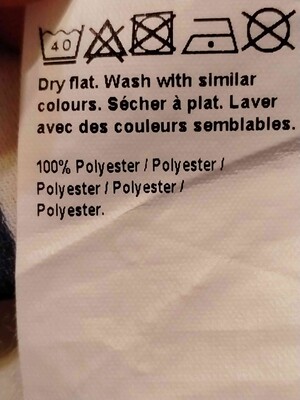 40
Dry flat. Wash with similar
colours. Sécher à plat. Laver
avec des couleurs semblables.
100% Polyester / Polyester /
Polyester / Polyester /
Polyester.